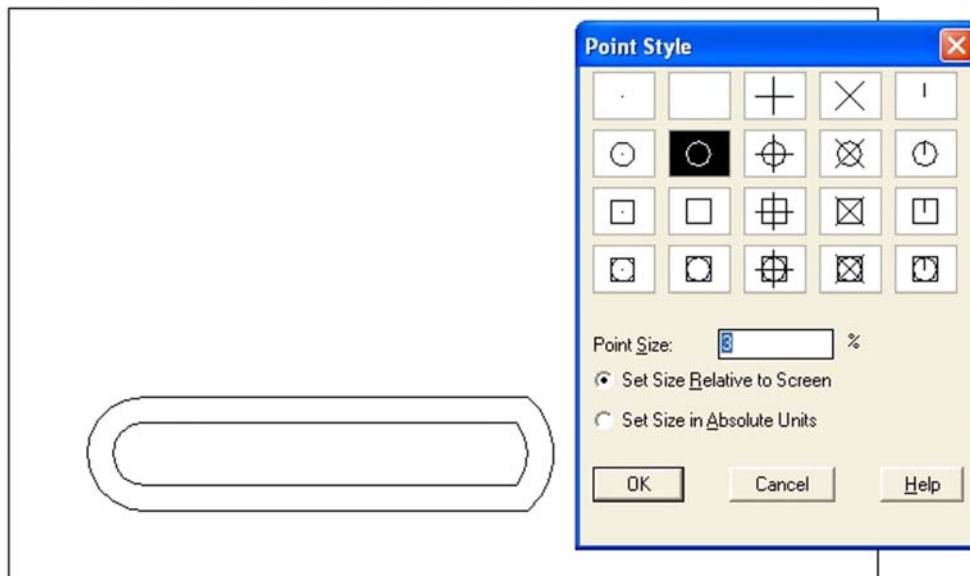 Point Style
Point Size: 3 %
Set Size Relative to Screen
Set Size in Absolute Units
OK Cancel Help